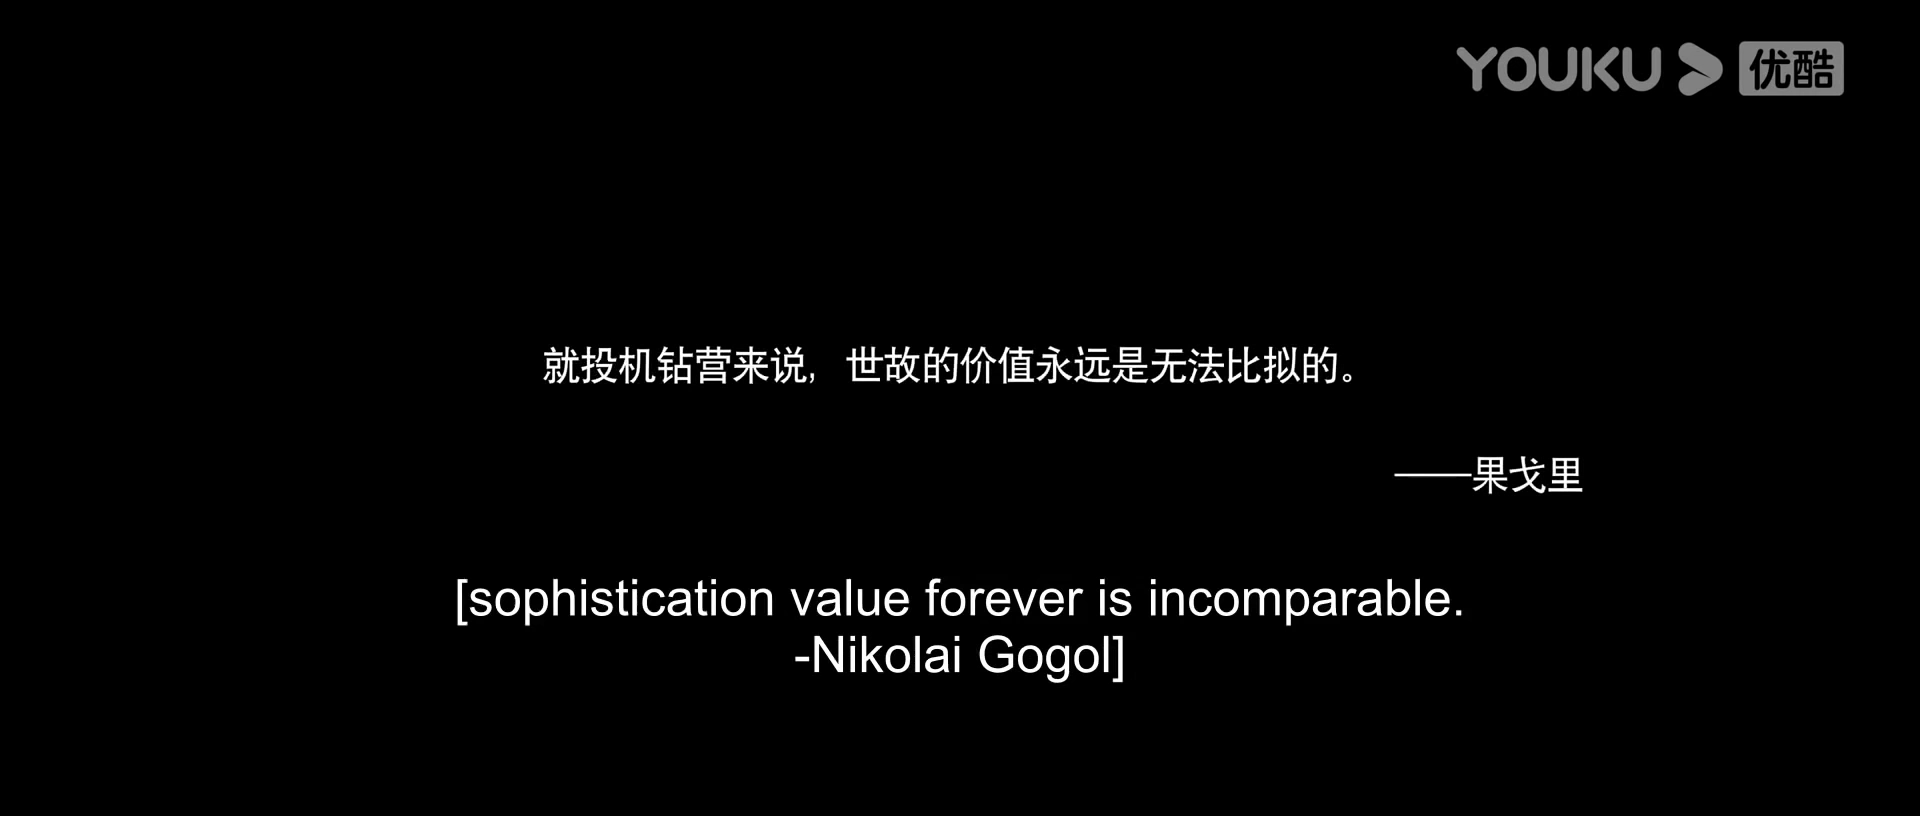 YOUKU 优酷
就投机钻营来说，世故的价值永远是无法比拟的。
——果戈里
[sophistication value forever is incomparable.
-Nikolai Gogol]